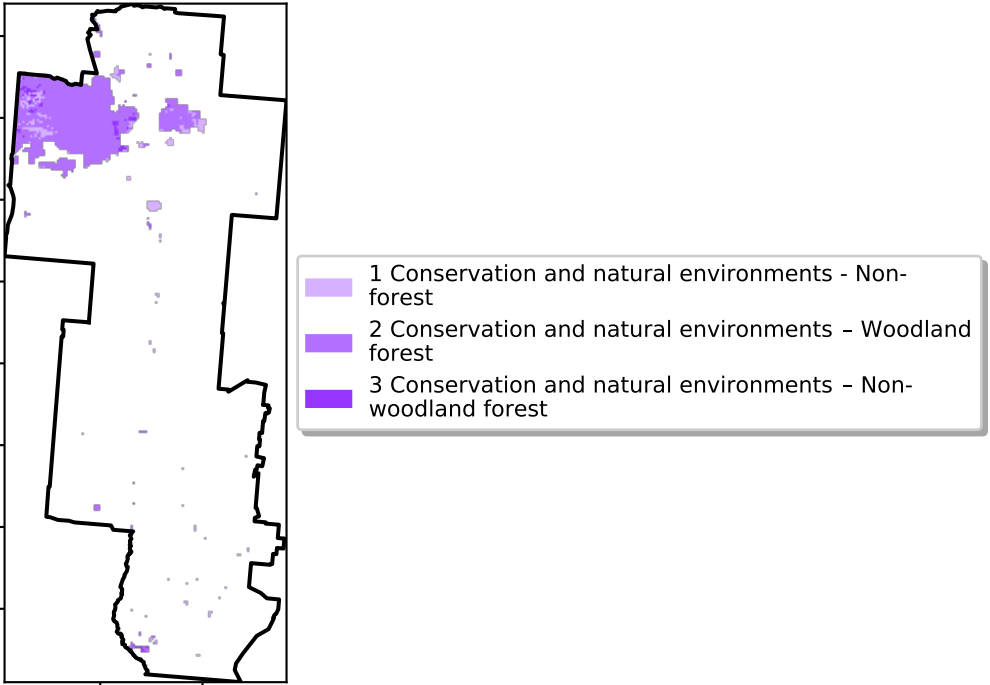 1 Conservation and natural environments - Non-
forest
2 Conservation and natural environments – Woodland
forest
3 Conservation and natural environments – Non-
woodland forest